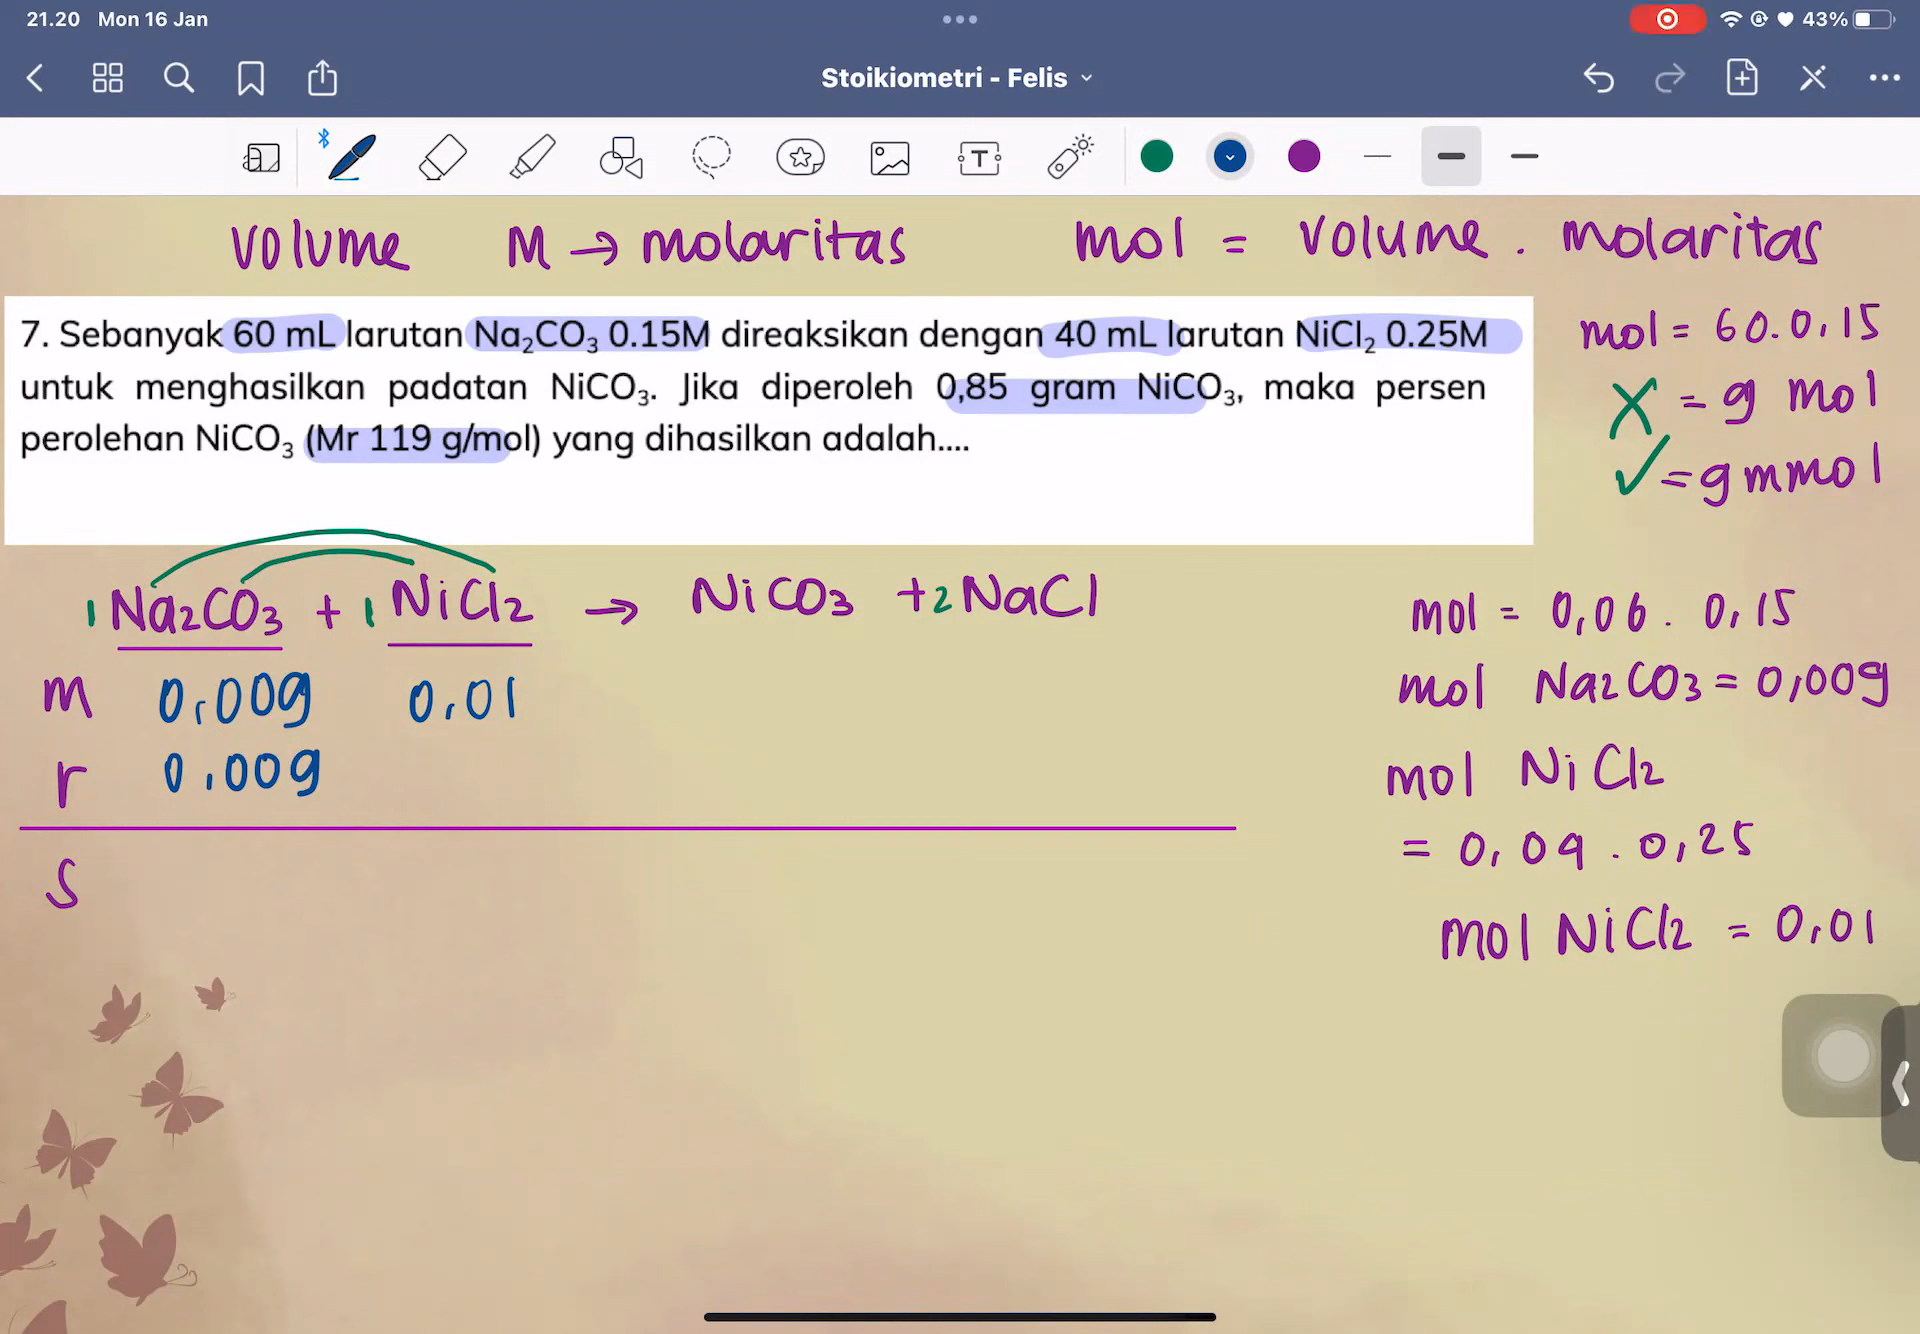 21.20 Mon 16 Jan
43%
Stoikiometri - Felis
volume M → molaritas mol = volume . molaritas
7. Sebanyak 60 mL larutan Na₂CO₃ 0.15M direaksikan dengan 40 mL larutan NiCl₂ 0.25M
untuk menghasilkan padatan NiCO₃. Jika diperoleh 0,85 gram NiCO₃, maka persen
perolehan NiCO₃ (Mr 119 g/mol) yang dihasilkan adalah....
mol = 60.0,15
X = 9 mol
✓ = 9 mmol
1 Na2CO3 + 1 NiCl2 → NiCO3 + 2 NaCl
m 0,009 0,01
r 0,009
s
mol = 0,06 . 0,15
mol Na2CO3 = 0,009
mol NiCl2
= 0,04 . 0,25
mol NiCl2 = 0,01